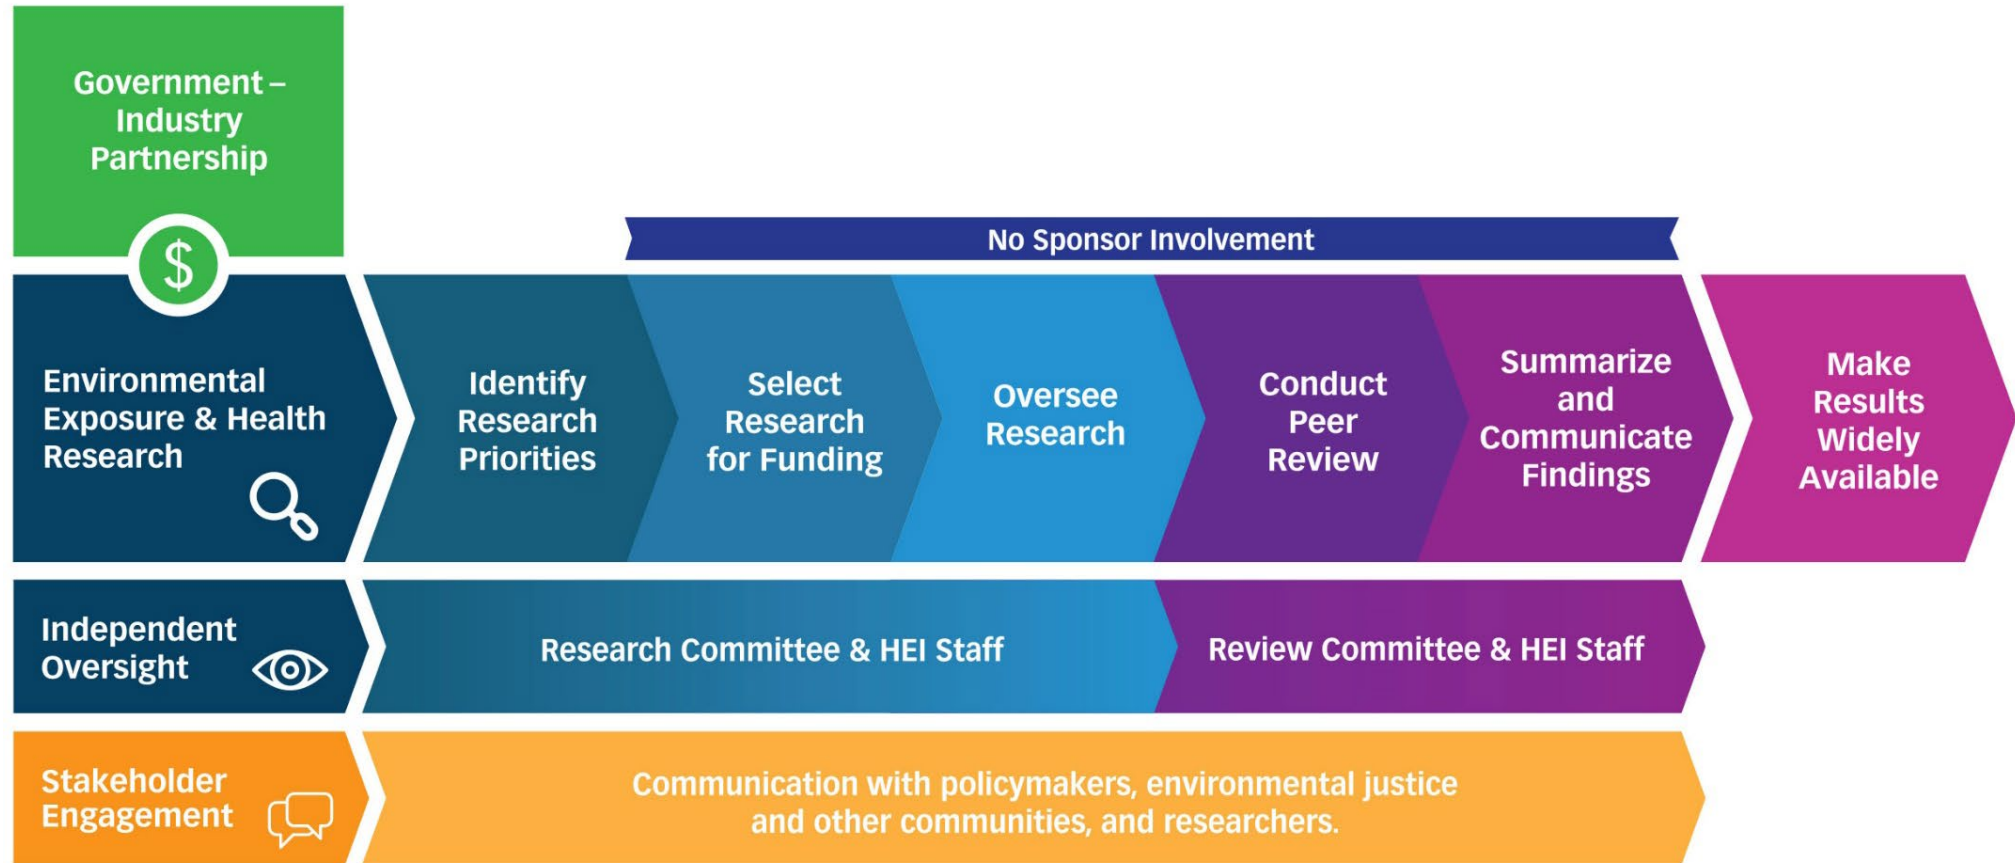 Government –
Industry
Partnership
$
No Sponsor Involvement
Environmental
Exposure & Health
Research
Identify
Research
Priorities
Select
Research
for Funding
Oversee
Research
Conduct
Peer
Review
Summarize
and
Communicate
Findings
Make
Results
Widely
Available
Independent
Oversight
Research Committee & HEI Staff
Review Committee & HEI Staff
Stakeholder
Engagement
Communication with policymakers, environmental justice
and other communities, and researchers.